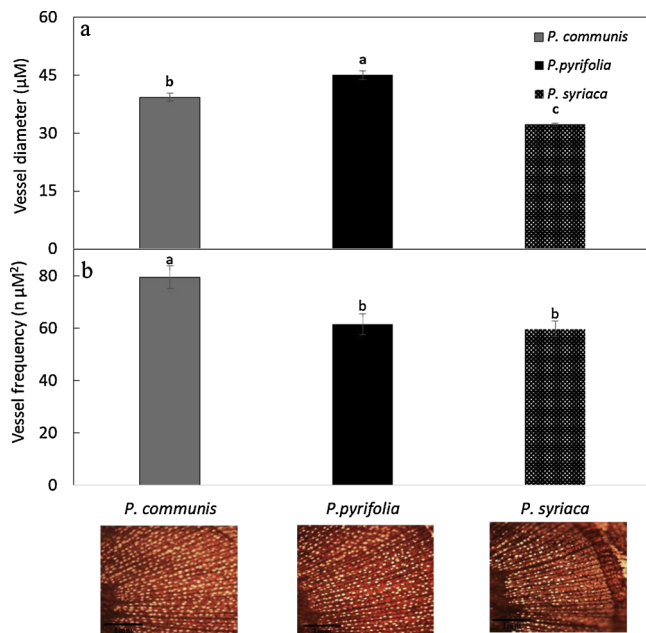 a
Vessel diameter (µM)
60
45
30
15
0
b
a
c
P. communis
P.pyrifolia
P. syriaca
b
Vessel frequency (n µM²)
80
60
40
20
0
a
b
b
P. communis
P.pyrifolia
P. syriaca